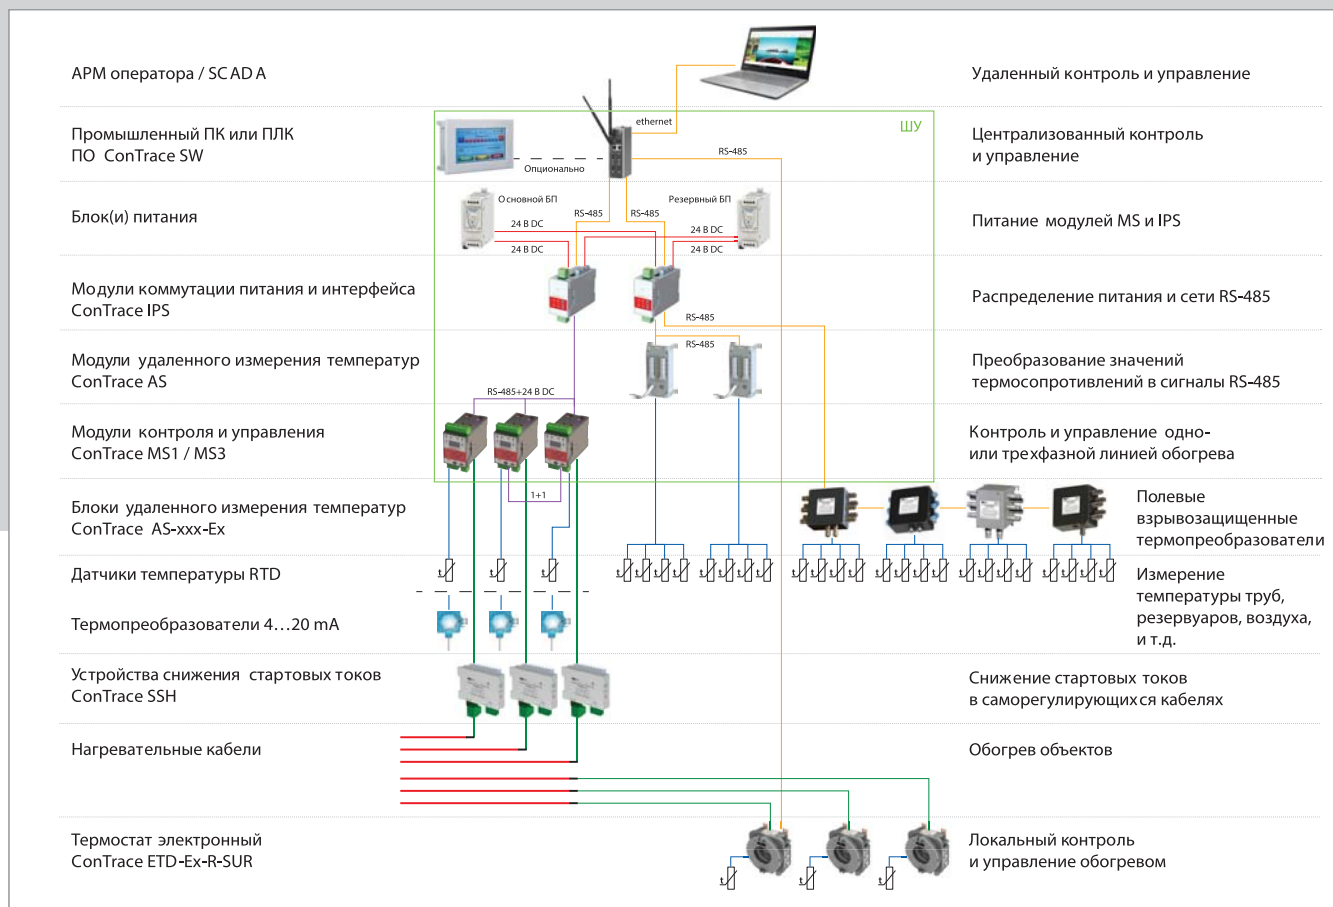 АРМ оператора / SCADA
Удаленный контроль и управление
ethernet
ШУ
Промышленный ПК или ПЛК
ПО ConTrace SW
Опционально
RS-485
Централизованный контроль
и управление
Блок(и) питания
Основной БП
RS-485
RS-485
Резервный БП
24 В DC
24 В DC
24 В DC
24 В DC
Питание модулей MS и IPS
Модули коммутации питания и интерфейса
ConTrace IPS
RS-485
Распределение питания и сети RS-485
Модули удаленного измерения температур
ConTrace AS
RS-485
RS-485+24 В DC
Преобразование значений
термосопротивлений в сигналы RS-485
Модули контроля и управления
ConTrace MS1 / MS3
Контроль и управление одно-
или трехфазной линией обогрева
1+1
Блоки удаленного измерения температур
ConTrace AS-xxx-Ex
Полевые
взрывозащищенные
термопреобразователи
Датчики температуры RTD
t t t
t t t t t t t t
t t t t t t t t t t t t t t t t
Термопреобразователи 4...20 mA
Измерение
температуры труб,
резервуаров, воздуха,
и т.д.
Устройства снижения стартовых токов
ConTrace SSH
Снижение стартовых токов
в саморегулирующихся кабелях
Нагревательные кабели
Обогрев объектов
Термостат электронный
ConTrace ETD-Ex-R-SUR
t t t
Локальный контроль
и управление обогревом